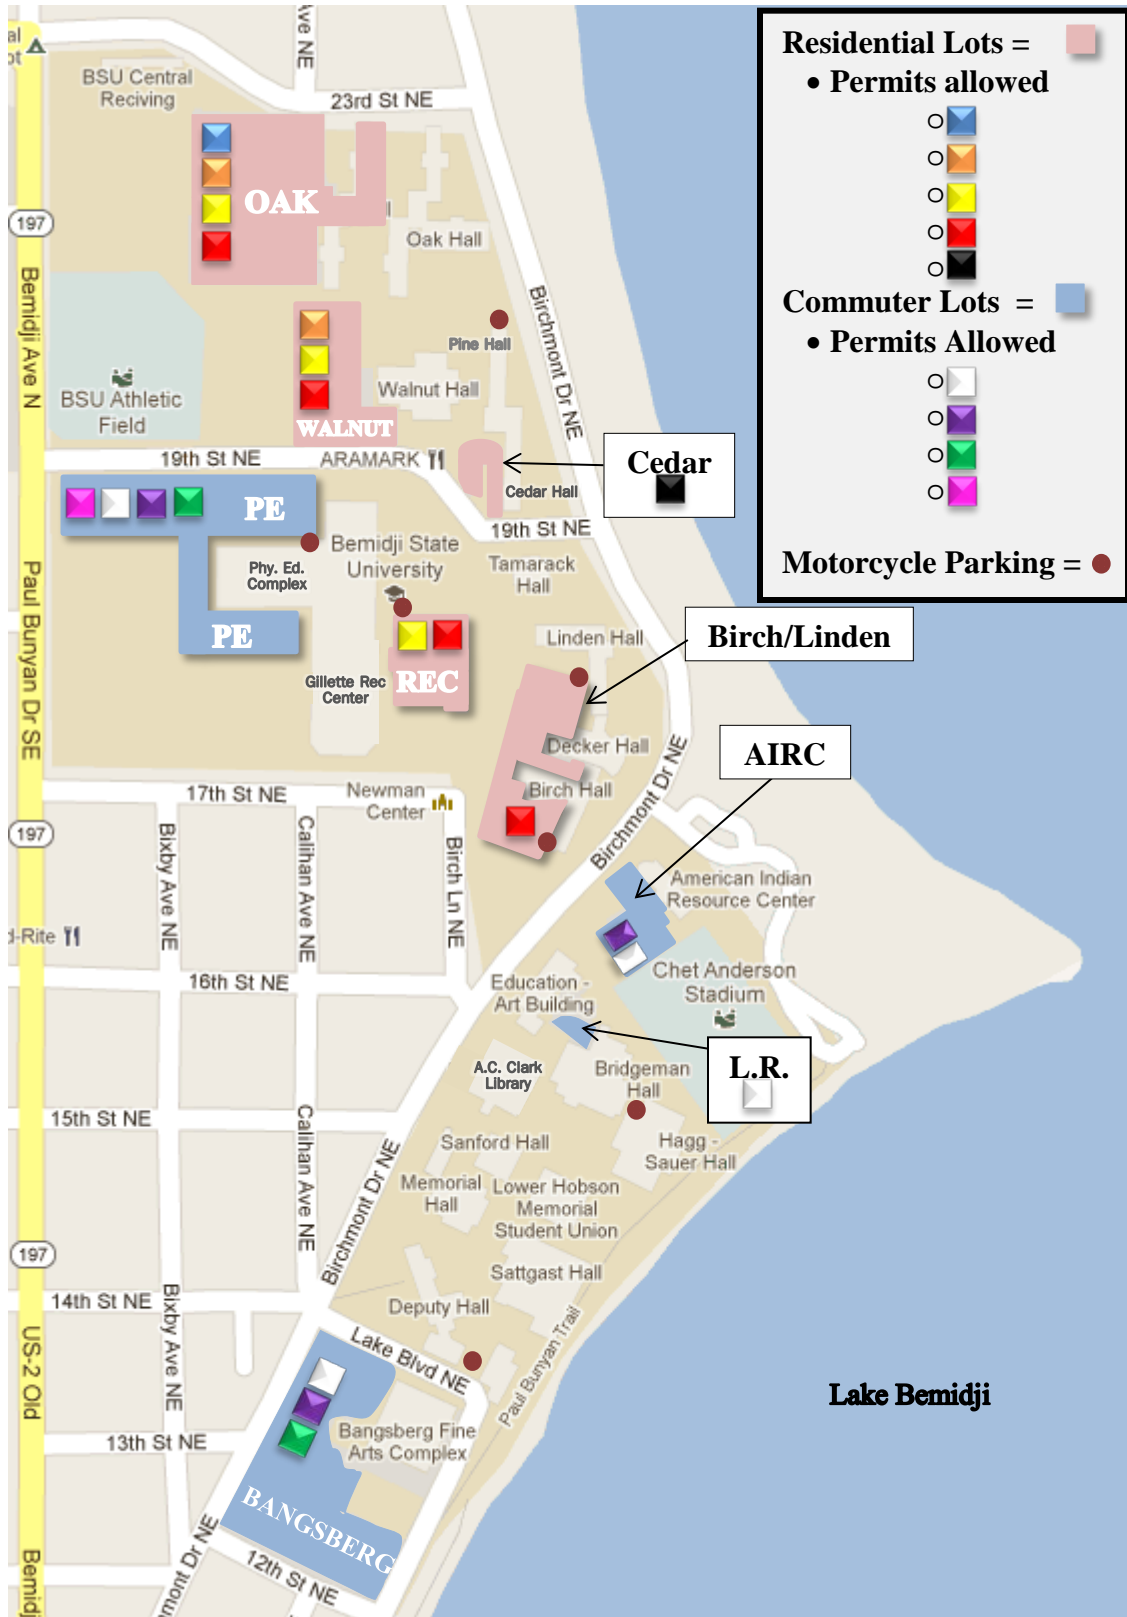 Residential Lots =
• Permits allowed
o
o
o
o
o
Commuter Lots =
• Permits Allowed
o
o
o
o
Motorcycle Parking =
Ave NE
BSU Central
Reciving
23rd St NE
OAK
Oak Hall
197
Bemidji Ave N
Birchmont Dr NE
Pine Hall
Walnut Hall
BSU Athletic
Field
WALNUT
19th St NE
ARAMARK
Cedar
Cedar Hall
PE
19th St NE
Bemidji State
University
Phy. Ed.
Complex
Tamarack
Hall
Paul Bunyan Dr SE
PE
Linden Hall
Birch/Linden
Gillette Rec
Center
REC
Decker Hall
AIRC
Birchmont Dr NE
17th St NE
Newman
Center
Birch Hall
197
Bixby Ave NE
Calihan Ave NE
Birch Ln NE
American Indian
Resource Center
d-Rite
16th St NE
Education -
Art Building
Chet Anderson
Stadium
L.R.
A.C. Clark
Library
Bridgeman
Hall
15th St NE
Calihan Ave NE
Birchmont Dr NE
Sanford Hall
Hagg -
Sauer Hall
Memorial
Hall
Lower Hobson
Memorial
Student Union
197
Sattgast Hall
14th St NE
Bixby Ave NE
Deputy Hall
US-2 Old
Lake Blvd NE
Paul Bunyan Trail
Lake Bemidji
13th St NE
Bangsberg Fine
Arts Complex
BANGSBERG
12th St NE
mont Dr NE
Bemidj